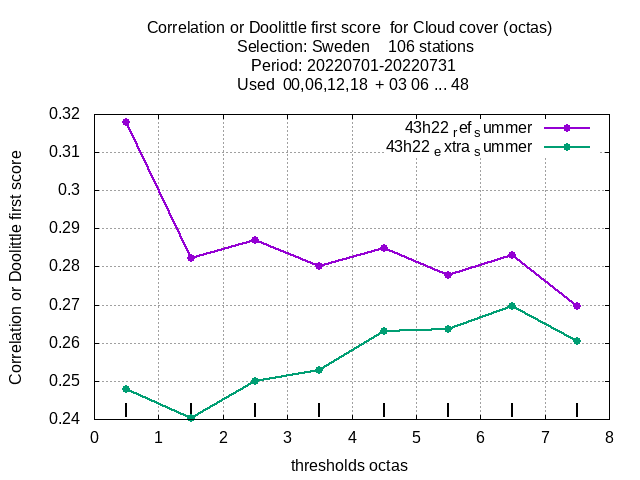 Correlation or Doolittle first score  for Cloud cover (octas)
Selection: Sweden    106 stations
Period: 20220701-20220731
Used  00,06,12,18  + 03 06 ... 48
0.32
0.31
0.3
0.29
0.28
0.27
0.26
0.25
0.24
Correlation or Doolittle first score
43h22 ref summer
43h22 extra summer
0 1 2 3 4 5 6 7 8
thresholds octas